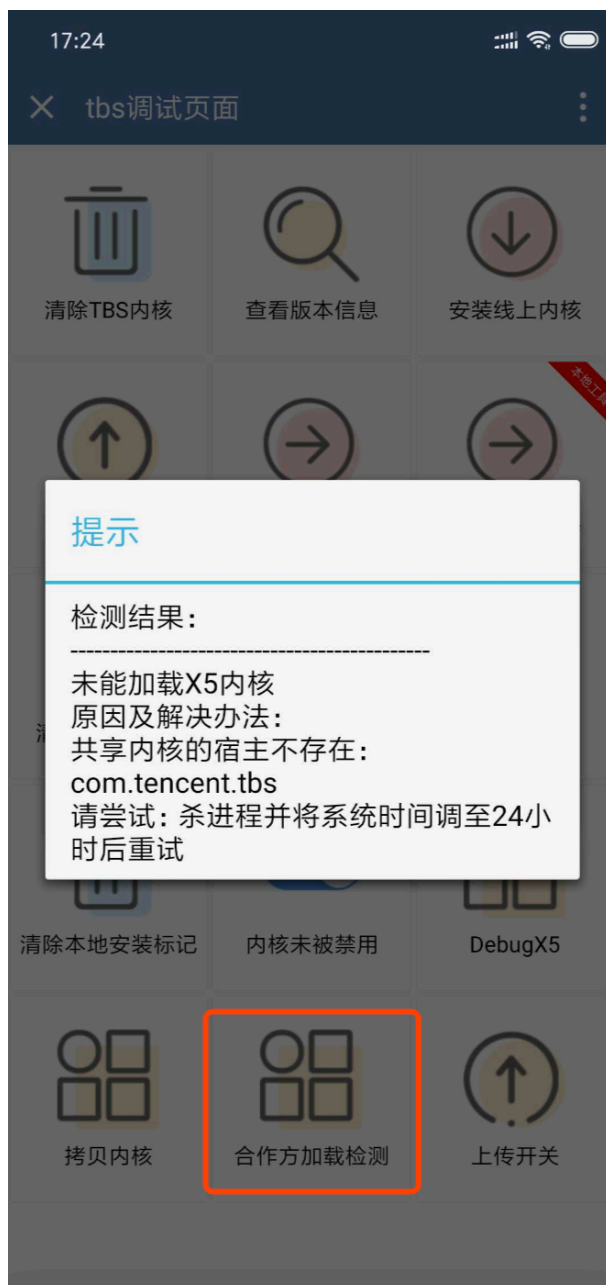 17:24
tbs调试页面
清除TBS内核
查看版本信息
安装线上内核
本地工具
提示
检测结果：
----------------------------------------
未能加载X5内核
原因及解决办法：
共享内核的宿主不存在：
com.tencent.tbs
请尝试：杀进程并将系统时间调至24小
时后重试
清除本地安装标记
内核未被禁用
DebugX5
拷贝内核
合作方加载检测
上传开关